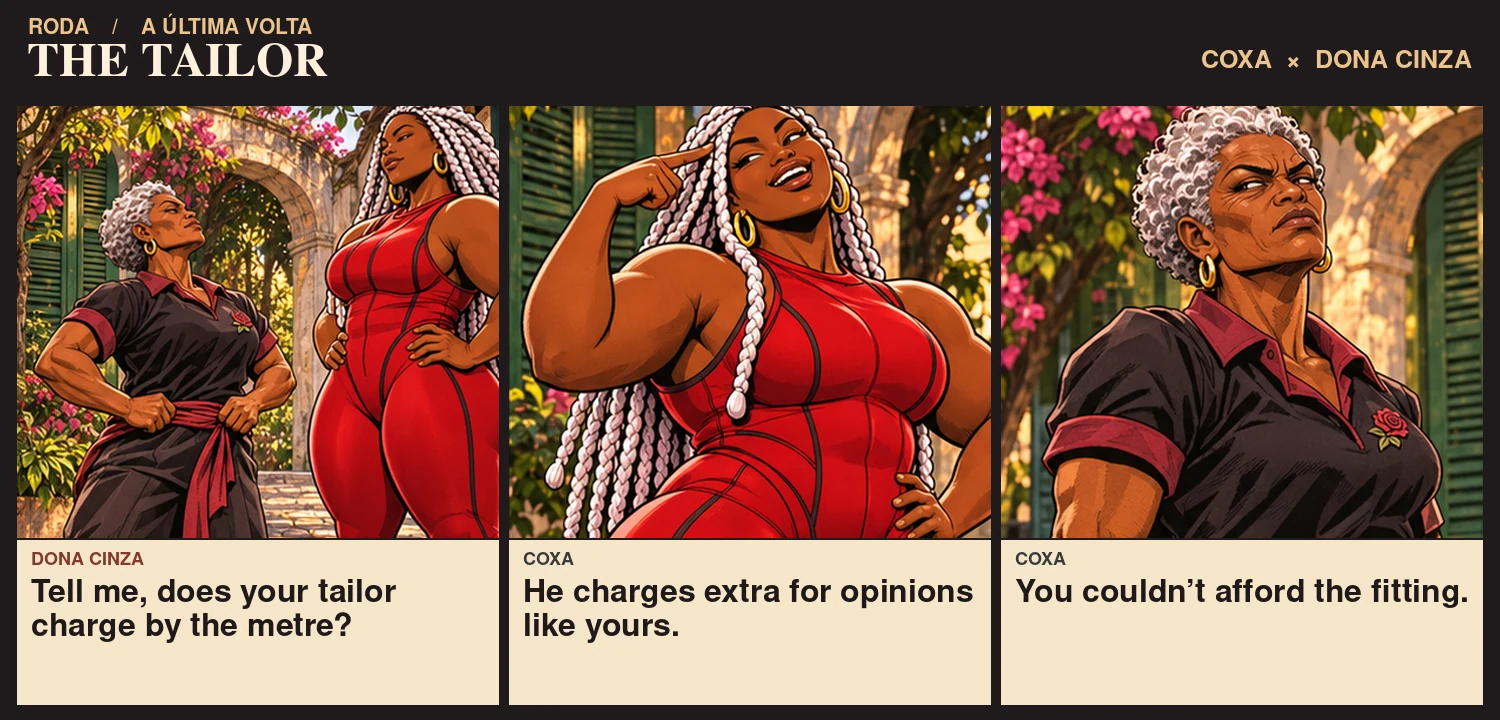 RODA / A ÚLTIMA VOLTA
THE TAILOR
COXA × DONA CINZA
DONA CINZA
Tell me, does your tailor
charge by the metre?
COXA
He charges extra for opinions
like yours.
COXA
You couldn’t afford the fitting.